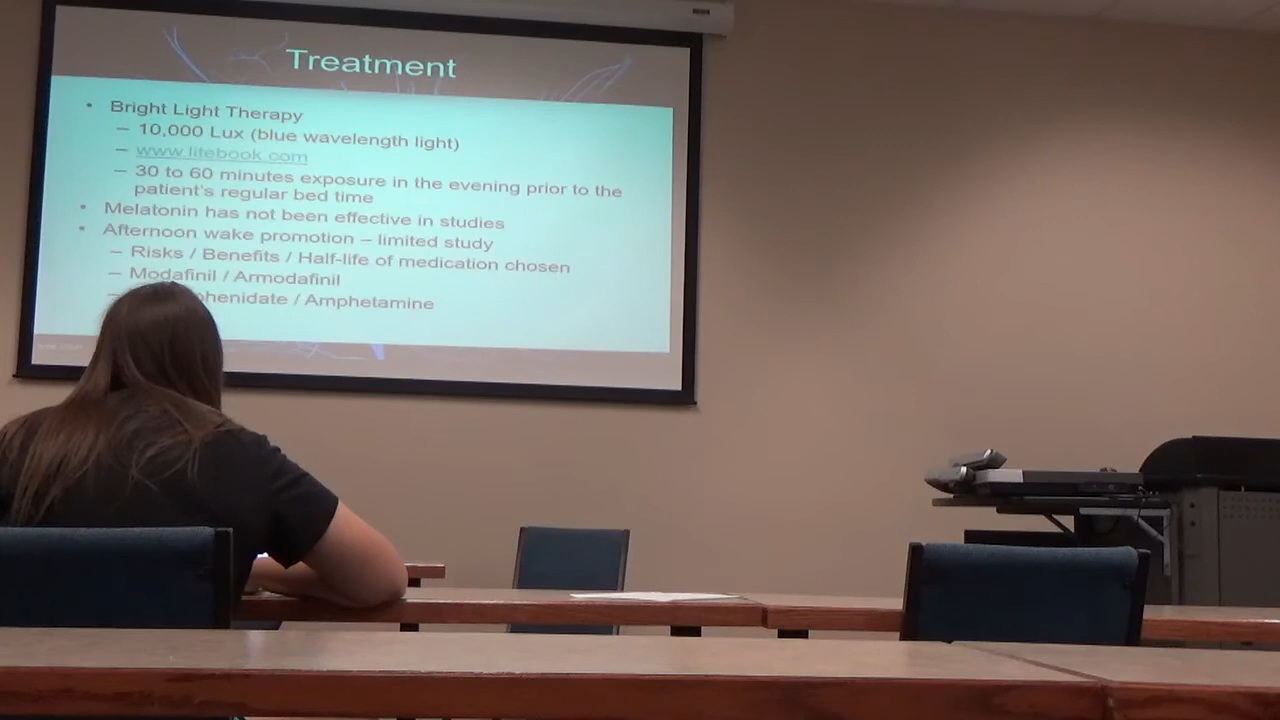 Treatment
• Bright Light Therapy
– 10,000 Lux (blue wavelength light)
– www.litebook.com
– 30 to 60 minutes exposure in the evening prior to the
patient's regular bed time
• Melatonin has not been effective in studies
• Afternoon wake promotion – limited study
– Risks / Benefits / Half-life of medication chosen
– Modafinil / Armodafinil
/ Amphetamine